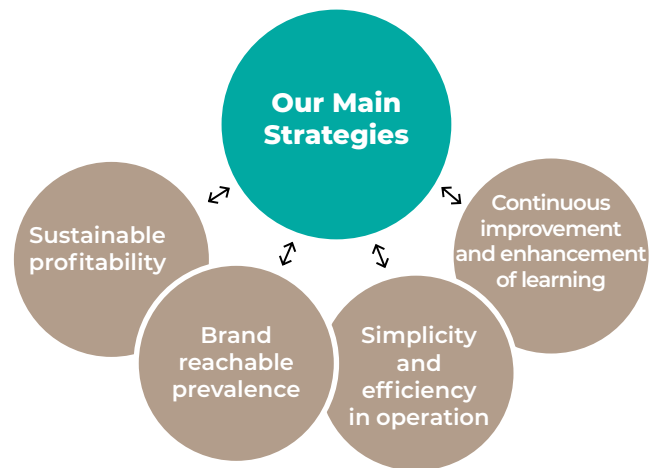 Our Main
Strategies
Sustainable
profitability
Brand
reachable
prevalence
Simplicity
and
efficiency
in operation
Continuous
improvement
and enhancement
of learning